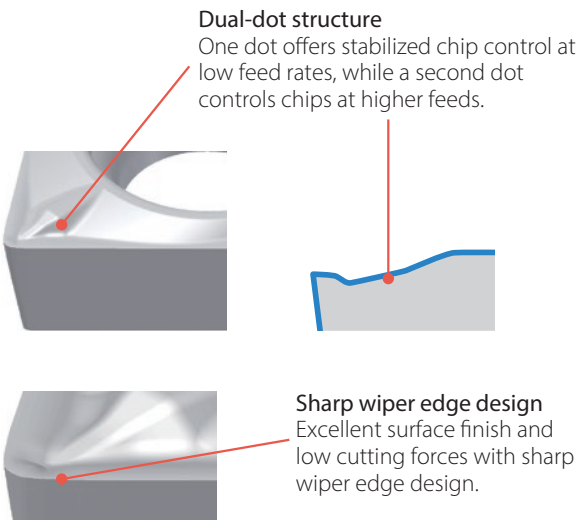 Dual-dot structure
One dot offers stabilized chip control at
low feed rates, while a second dot
controls chips at higher feeds.
Sharp wiper edge design
Excellent surface finish and
low cutting forces with sharp
wiper edge design.